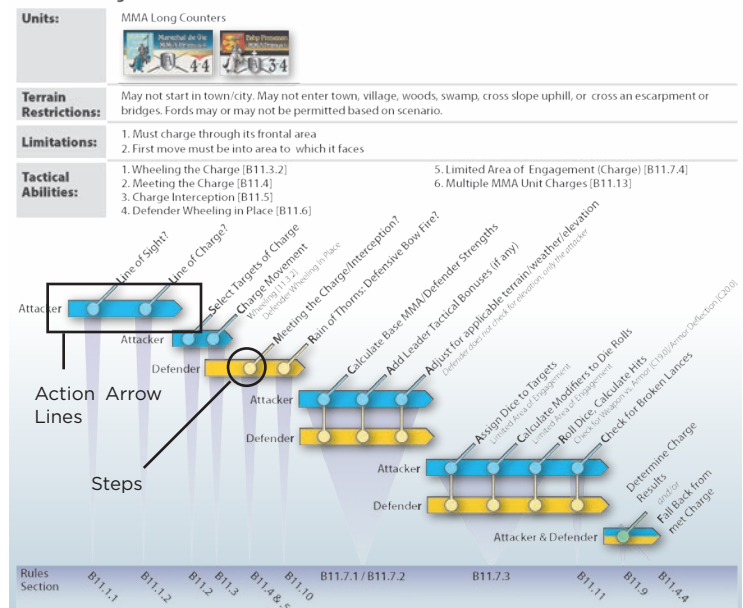 Units:
MMA Long Counters
Marechal de Gie
4-4
3-4
Terrain
Restrictions:
May not start in town/city. May not enter town, village, woods, swamp, cross slope uphill, or cross an escarpment or
bridges. Fords may or may not be permitted based on scenario.
Limitations:
1. Must charge through its frontal area
2. First move must be into area to which it faces
Tactical
Abilities:
1. Wheeling the Charge [B11.3.2]
2. Meeting the Charge [B11.4]
3. Charge Interception [B11.5]
4. Defender Wheeling in Place [B11.6]
5. Limited Area of Engagement (Charge) [B11.7.4]
6. Multiple MMA Unit Charges [B11.13]
Attacker
Line of Sight?
Line of Charge?
Attacker
Select Targets of Charge
Charge Movement
Wheeling [11.3.2]
Defender Wheeling in Place
Defender
Meeting the Charge/Interception?
Rain of Thorns: Defensive Bow Fire?
Attacker
Defender
Calculate Base MMA/Defender Strengths
Add Leader Tactical Bonuses (if any)
Adjust for applicable terrain/weather/elevation
Defender does not check for elevation; only the attacker
Attacker
Defender
Assign Dice to Targets
Limited Area of Engagement
Calculate Modifiers to Die Rolls
Limited Area of Engagement
Roll Dice, Calculate Hits
Check for Weapon vs. Armor [C19.0]/Armor Deflection [C20.0]
Check for Broken Lances
Attacker & Defender
Determine Charge
Results
and/or
Fall Back from
met Charge
Action Arrow
Lines
Steps
Rules
Section
B11.1.1
B11.1.2
B11.2
B11.3
B11.4 &
B11.10
B11.7.1 / B11.7.2
B11.7.3
B11.11
B11.9
B11.4.4